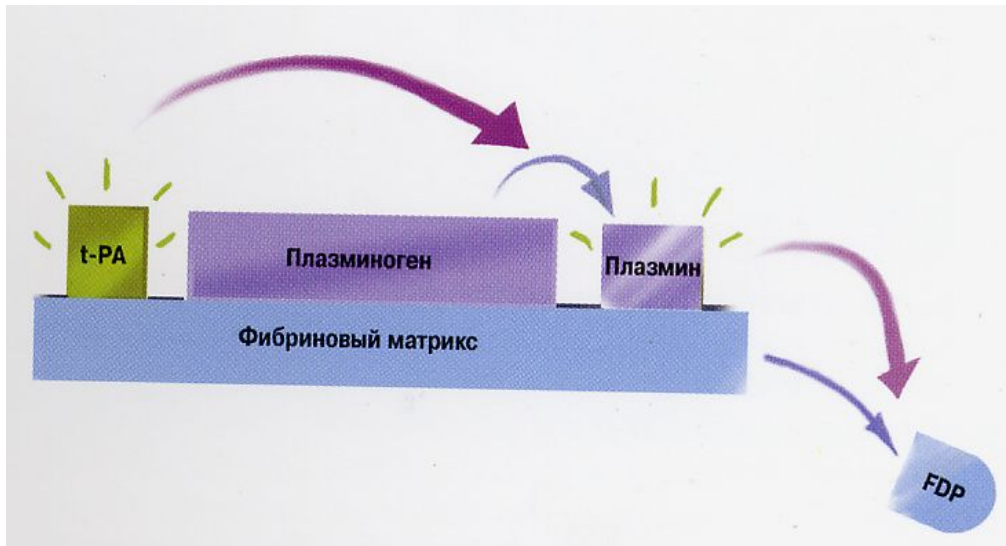 t-PA
Плазминоген
Плазмин
Фибриновый матрикс
FDP